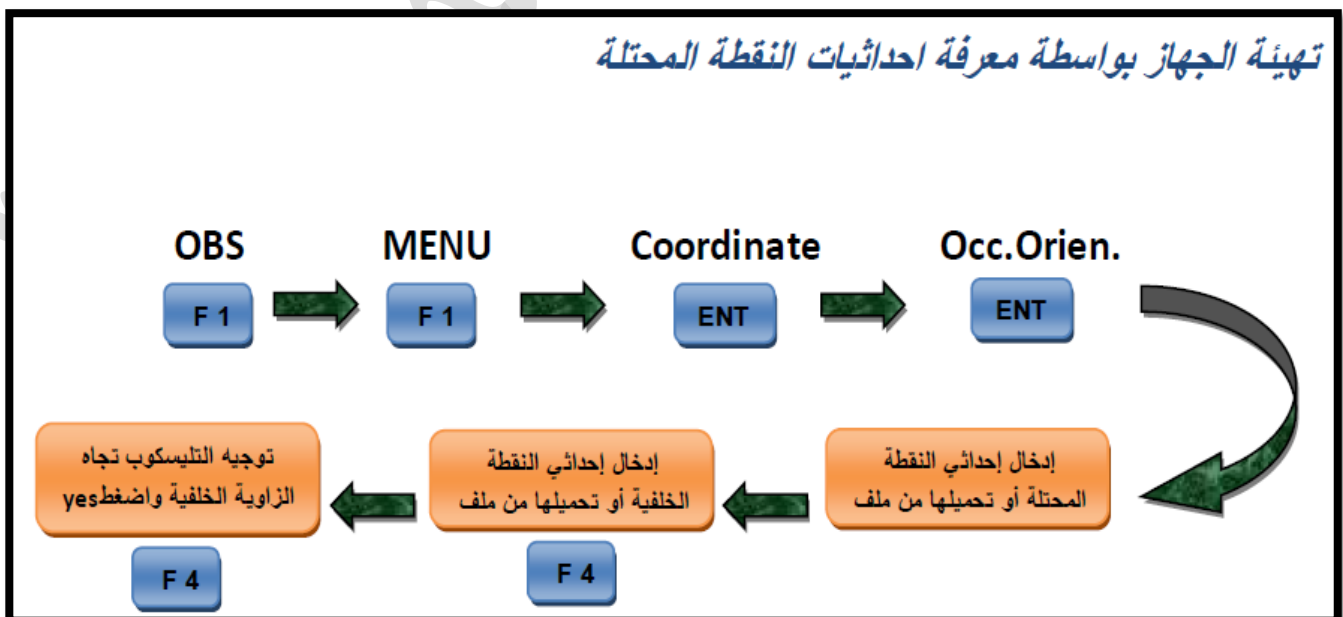 تهيئة الجهاز بواسطة معرفة احداثيات النقطة المحتلة
OBS
MENU
Coordinate
Occ.Orien.
F 1
F 1
ENT
ENT
إدخال إحداثي النقطة
المحتلة أو تحميلها من ملف
إدخال إحداثي النقطة
الخلفية أو تحميلها من ملف
F 4
توجيه التليسكوب تجاه
الزاوية الخلفية واضغطyes
F 4